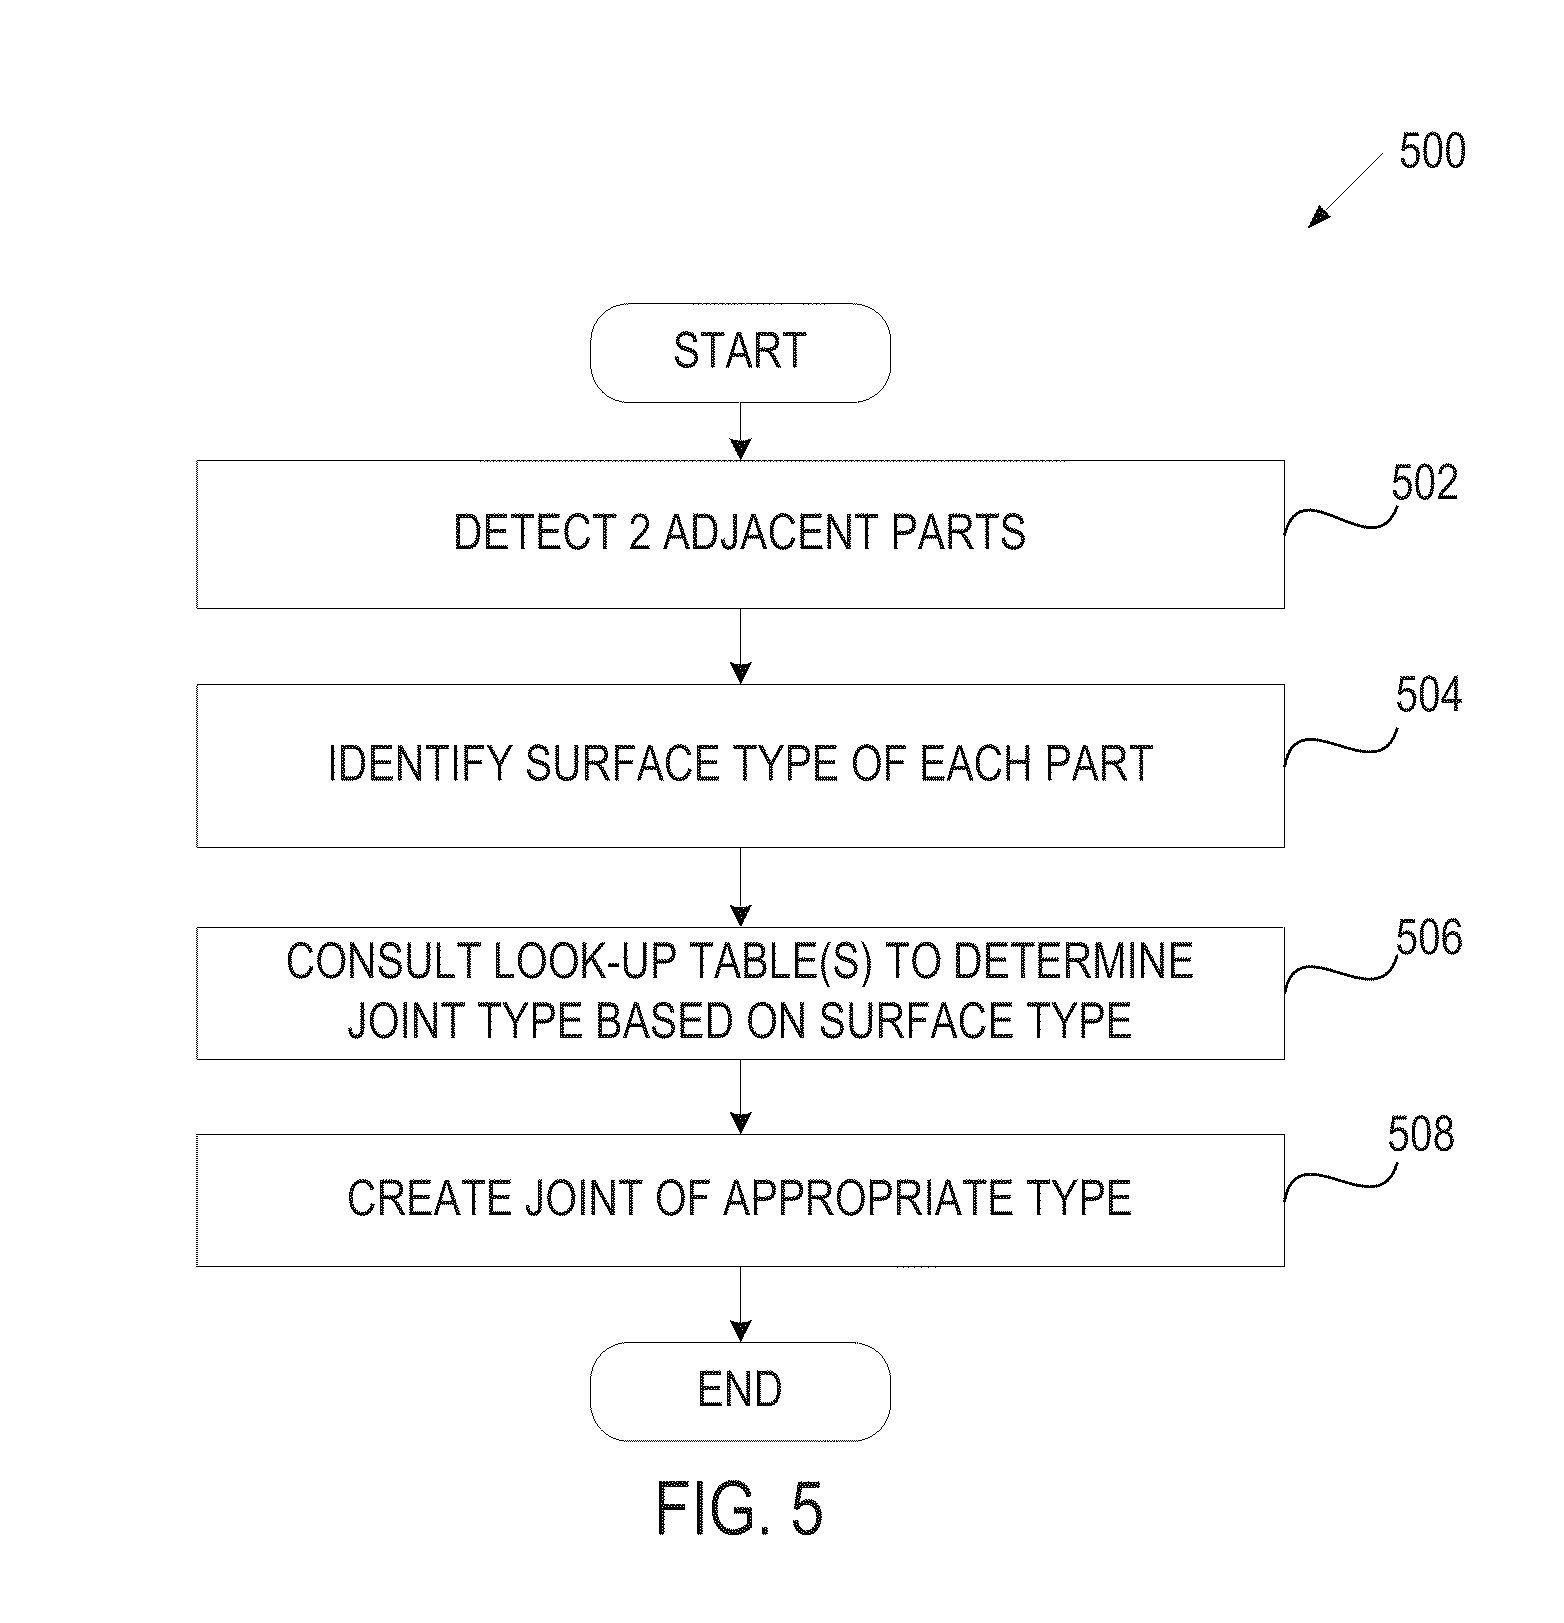 500
START
DETECT 2 ADJACENT PARTS
502
IDENTIFY SURFACE TYPE OF EACH PART
504
CONSULT LOOK-UP TABLE(S) TO DETERMINE
JOINT TYPE BASED ON SURFACE TYPE
506
CREATE JOINT OF APPROPRIATE TYPE
508
END
FIG. 5